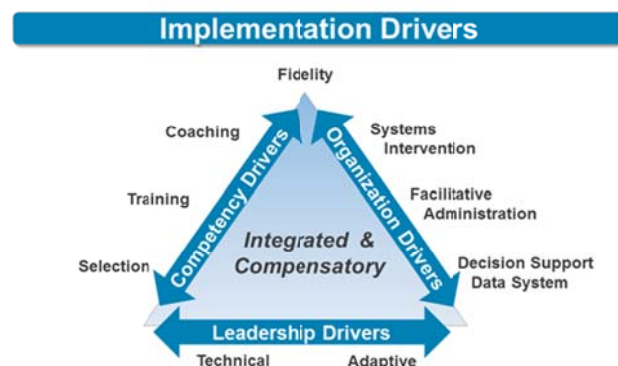 Implementation Drivers
Fidelity
Coaching
Training
Selection
Competency Drivers
Systems
Intervention
Facilitative
Administration
Decision Support
Data System
Organization Drivers
Integrated &
Compensatory
Leadership Drivers
Technical
Adaptive